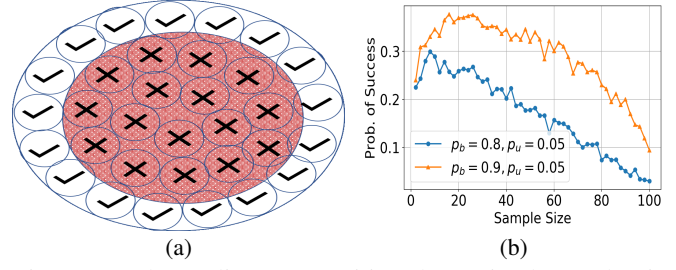 0.3
0.2
0.1
Prob. of Success
p_b = 0.8, p_u = 0.05
p_b = 0.9, p_u = 0.05
0 20 40 60 80 100
Sample Size
(a) (b)